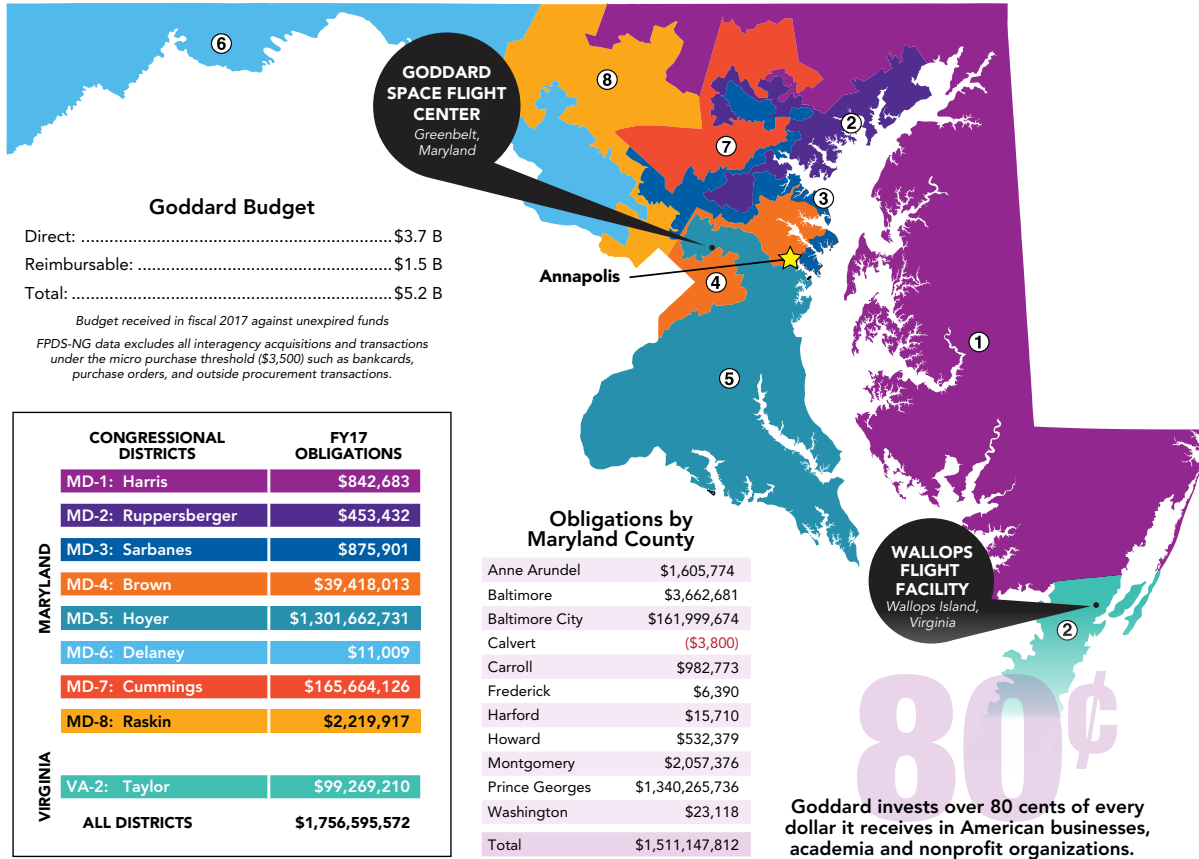 6
8
2
7
3
4
1
5
2
GODDARD
SPACE FLIGHT
CENTER
Greenbelt,
Maryland
Annapolis
Goddard Budget
Direct: ........................................................................ $3.7 B
Reimbursable: ........................................................... $1.5 B
Total: .......................................................................... $5.2 B
Budget received in fiscal 2017 against unexpired funds
FPDS-NG data excludes all interagency acquisitions and transactions
under the micro purchase threshold ($3,500) such as bankcards,
purchase orders, and outside procurement transactions.
CONGRESSIONAL DISTRICTS FY17 OBLIGATIONS
MARYLAND
MD-1: Harris $842,683
MD-2: Ruppersberger $453,432
MD-3: Sarbanes $875,901
MD-4: Brown $39,418,013
MD-5: Hoyer $1,301,662,731
MD-6: Delaney $11,009
MD-7: Cummings $165,664,126
MD-8: Raskin $2,219,917
VIRGINIA
VA-2: Taylor $99,269,210
ALL DISTRICTS $1,756,595,572
Obligations by
Maryland County
Anne Arundel $1,605,774
Baltimore $3,662,681
Baltimore City $161,999,674
Calvert ($3,800)
Carroll $982,773
Frederick $6,390
Harford $15,710
Howard $532,379
Montgomery $2,057,376
Prince Georges $1,340,265,736
Washington $23,118
Total $1,511,147,812
WALLOPS
FLIGHT
FACILITY
Wallops Island,
Virginia
80¢
Goddard invests over 80 cents of every
dollar it receives in American businesses,
academia and nonprofit organizations.